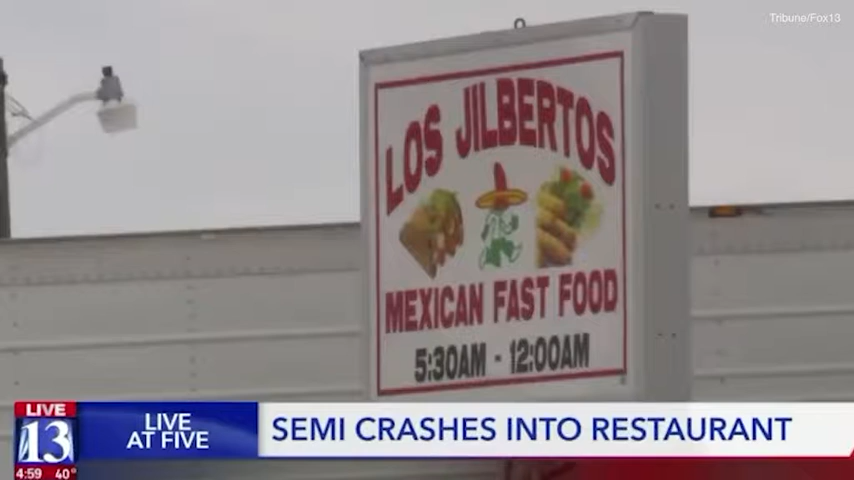 Tribune/Fox13
LOS JILBERTOS
MEXICAN FAST FOOD
5:30AM - 12:00AM
LIVE
13
4:59 40°
LIVE
AT FIVE
SEMI CRASHES INTO RESTAURANT